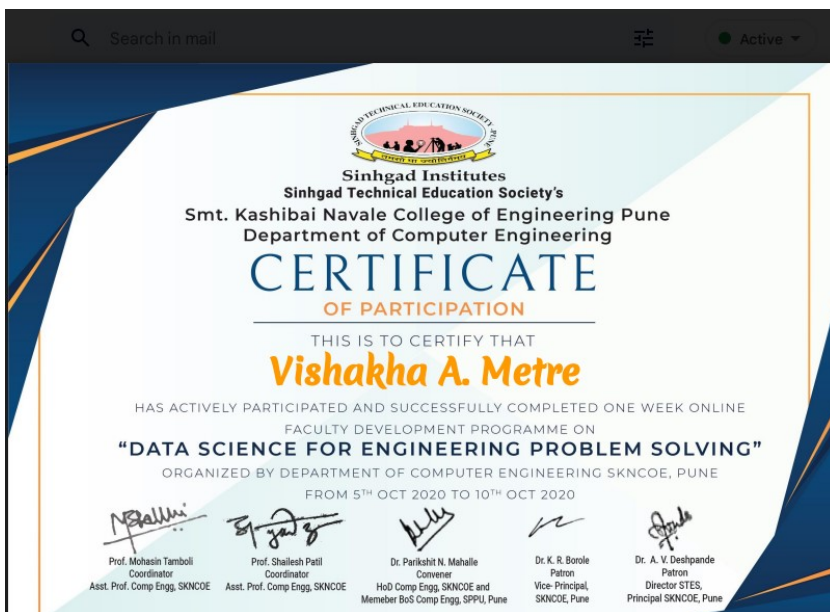 Search in mail
Active
SINHGAD TECHNICAL EDUCATION SOCIETY, PUNE
Sinhgad Institutes
Sinhgad Technical Education Society's
Smt. Kashibai Navale College of Engineering Pune
Department of Computer Engineering
CERTIFICATE
OF PARTICIPATION
THIS IS TO CERTIFY THAT
Vishakha A. Metre
HAS ACTIVELY PARTICIPATED AND SUCCESSFULLY COMPLETED ONE WEEK ONLINE
FACULTY DEVELOPMENT PROGRAMME ON
“DATA SCIENCE FOR ENGINEERING PROBLEM SOLVING”
ORGANIZED BY DEPARTMENT OF COMPUTER ENGINEERING SKNCOE, PUNE
FROM 5TH OCT 2020 TO 10TH OCT 2020
Prof. Mohasin Tamboli
Coordinator
Asst. Prof. Comp Engg, SKNCOE
Prof. Shailesh Patil
Coordinator
Asst. Prof. Comp Engg, SKNCOE
Dr. Parikshit N. Mahalle
Convener
HoD Comp Engg, SKNCOE and
Memeber BoS Comp Engg, SPPU, Pune
Dr. K. R. Borole
Patron
Vice- Principal,
SKNCOE, Pune
Dr. A. V. Deshpande
Patron
Director STES,
Principal SKNCOE, Pune